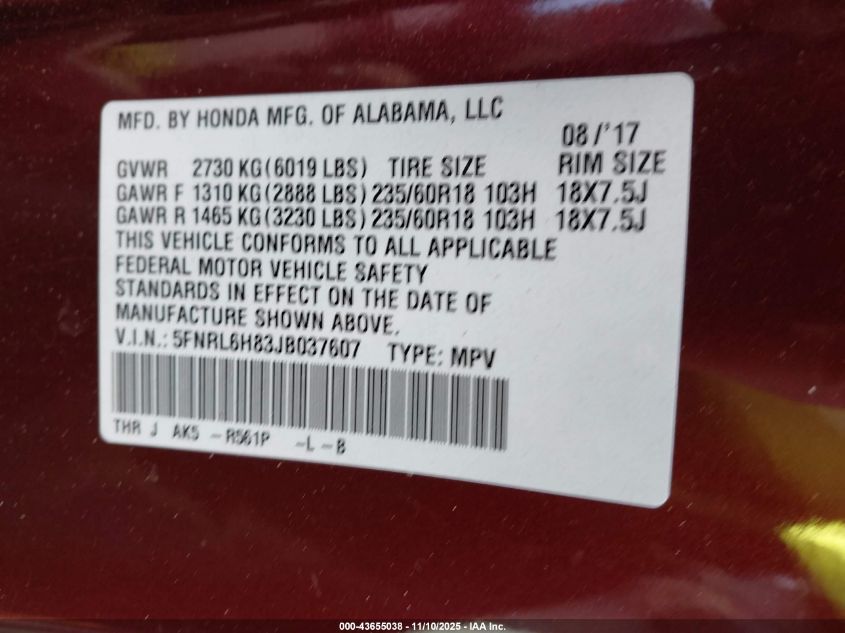 MFD. BY HONDA MFG. OF ALABAMA, LLC
08/'17
GVWR 2730 KG(6019 LBS) TIRE SIZE RIM SIZE
GAWR F 1310 KG(2888 LBS) 235/60R18 103H 18X7.5J
GAWR R 1465 KG(3230 LBS) 235/60R18 103H 18X7.5J
THIS VEHICLE CONFORMS TO ALL APPLICABLE
FEDERAL MOTOR VEHICLE SAFETY
STANDARDS IN EFFECT ON THE DATE OF
MANUFACTURE SHOWN ABOVE.
V.I.N.: 5FNRL6H83JB037607 TYPE: MPV
THR J AK5 -R561P -L-B
000-43655038 - 11/10/2025 - IAA Inc.